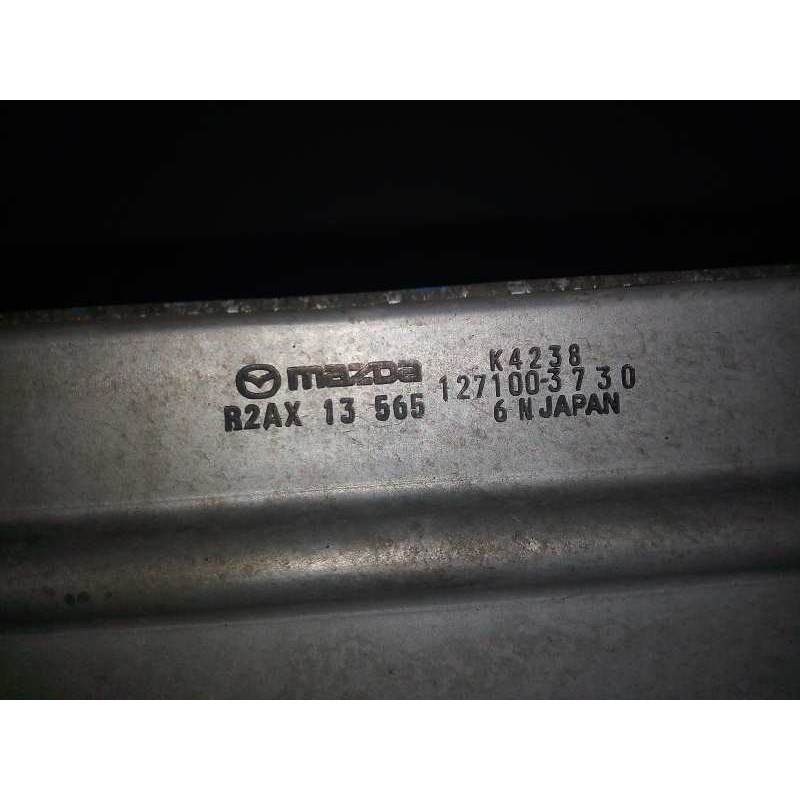 mazda K4238
R2AX 13 565 127100-3730
6 N JAPAN